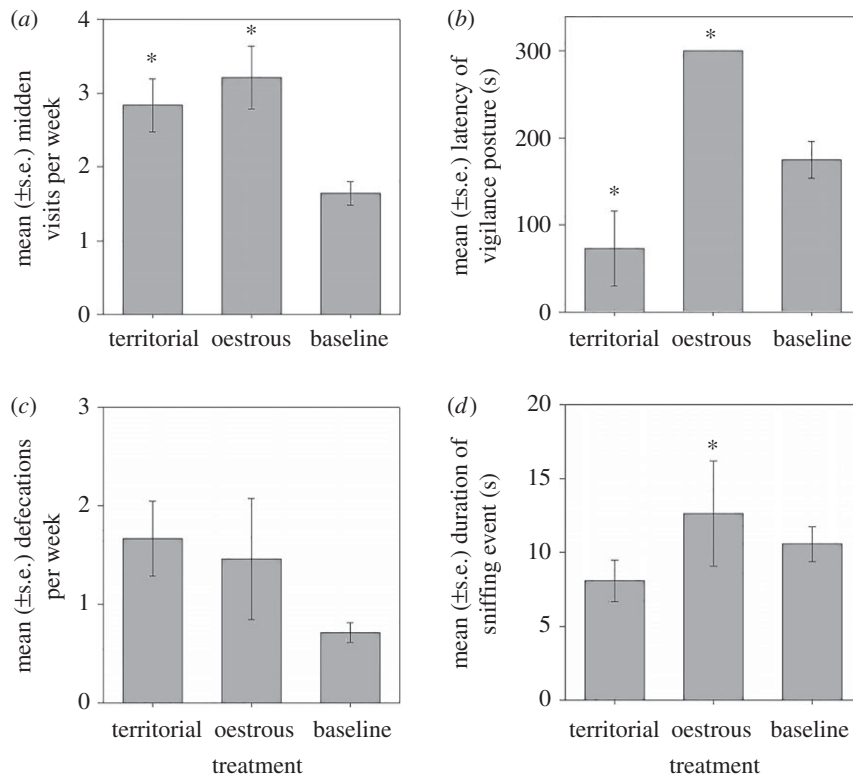 (a)
mean (±s.e.) midden
visits per week
4
3
2
1
0
*
*
territorial oestrous baseline
(b)
mean (±s.e.) latency of
vigilance posture (s)
300
200
100
0
*
*
territorial oestrous baseline
(c)
mean (±s.e.) defecations
per week
3
2
1
0
territorial oestrous baseline
treatment
(d)
mean (±s.e.) duration of
sniffing event (s)
20
15
10
5
0
*
territorial oestrous baseline
treatment